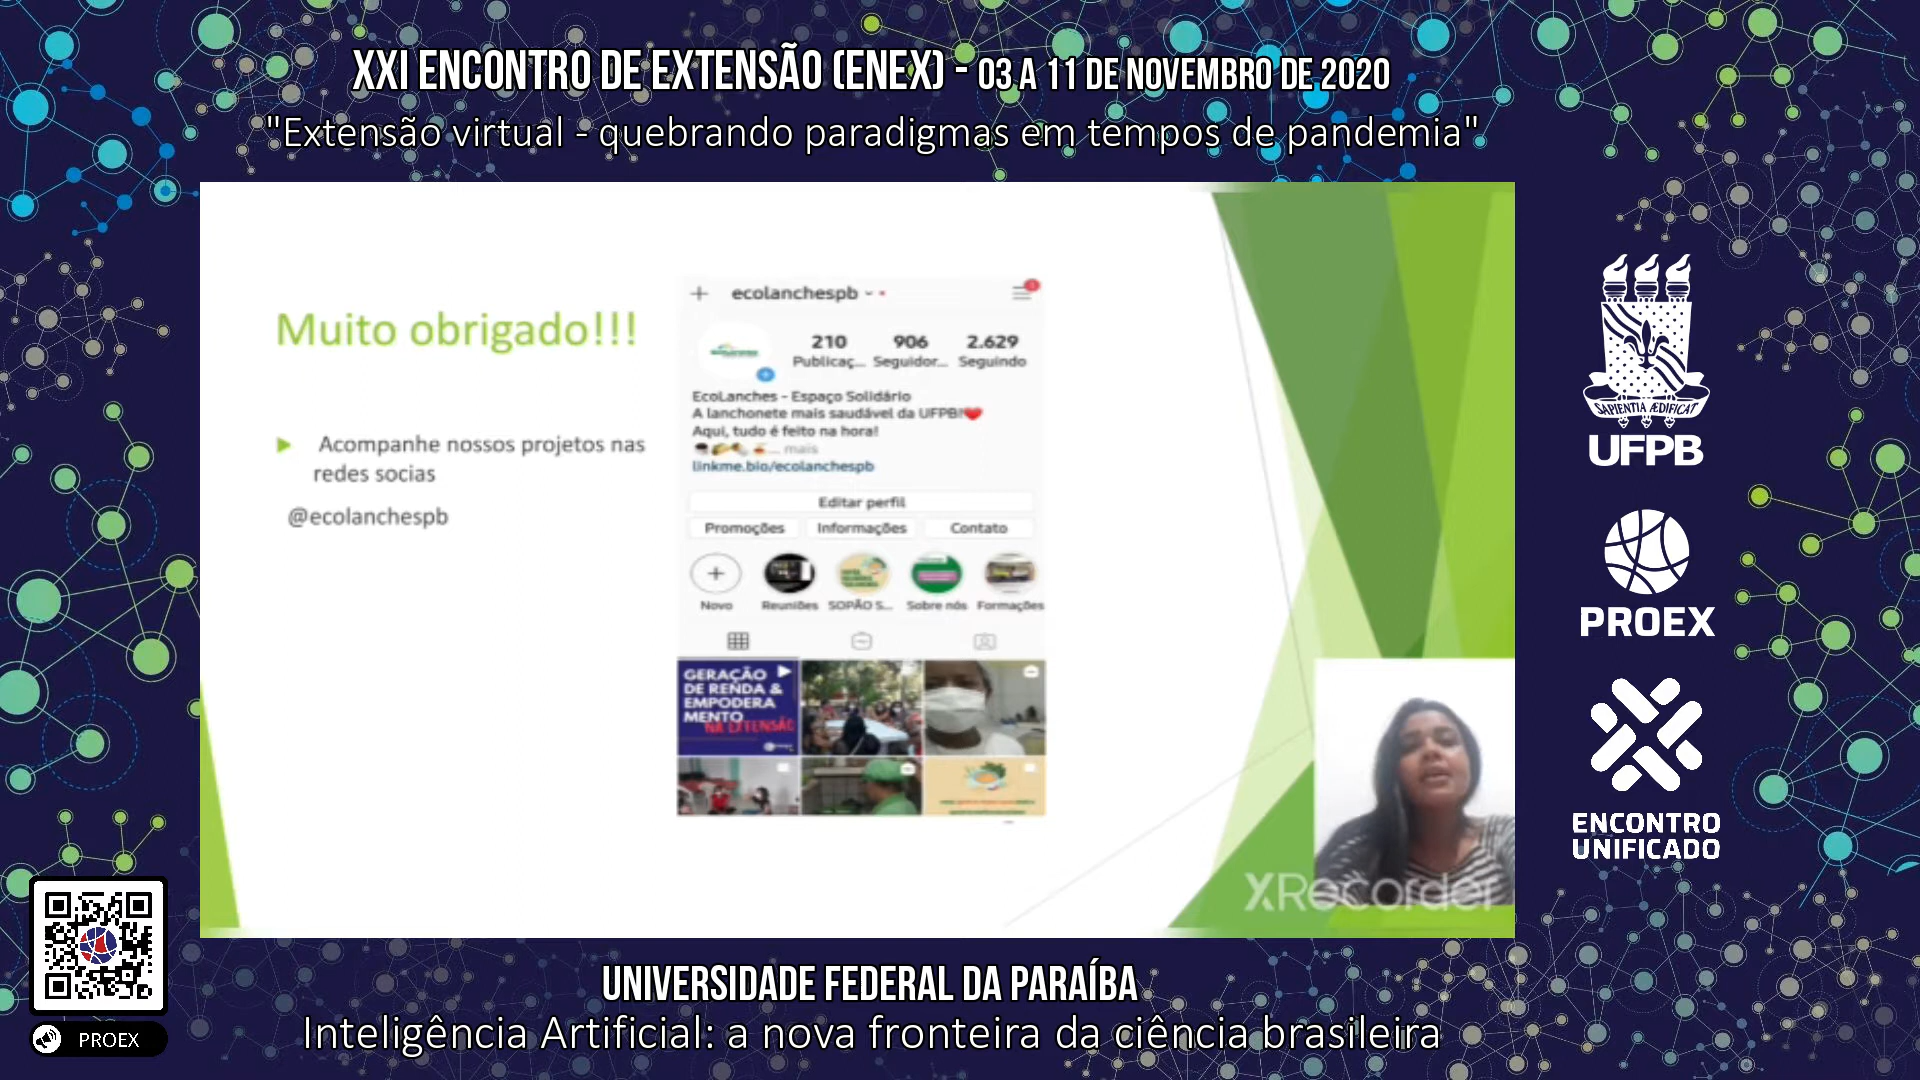 XXI ENCONTRO DE EXTENSÃO (ENEX) - 03 A 11 DE NOVEMBRO DE 2020
"Extensão virtual - quebrando paradigmas em tempos de pandemia"
Muito obrigado!!!
Acompanhe nossos projetos nas
redes socias
@ecolanchespb
ecolanchespb
210 906 2.629
Publicaç... Seguidor... Seguindo
EcoLanches - Espaço Solidário
A lanchonete mais saudável da UFPB!
Aqui, tudo é feito na hora!
... mais
linkme.bio/ecolanchespb
Editar perfil
Promoções Informações Contato
Novo Reuniões SOPÃO S... Sobre nós Formações
GERAÇÃO
DE RENDA &
EMPODERA
MENTO
NA EXTENSÃO
XRecorder
SAPIENTIA ÆDIFICAT
UFPB
PROEX
ENCONTRO
UNIFICADO
PROEX
UNIVERSIDADE FEDERAL DA PARAÍBA
Inteligência Artificial: a nova fronteira da ciência brasileira